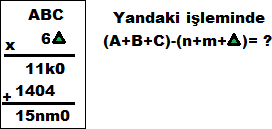 ABC
x 6▲
11k0
+ 1404
15nm0
Yandaki işleminde
(A+B+C)-(n+m+▲)= ?